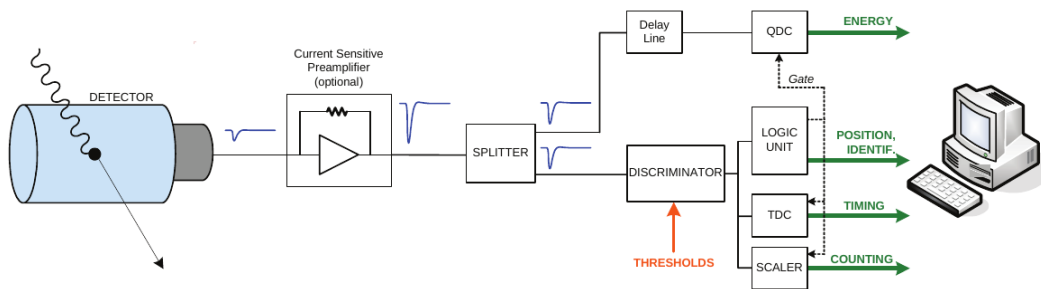 DETECTOR
Current Sensitive
Preamplifier
(optional)
SPLITTER
Delay
Line
QDC
ENERGY
Gate
DISCRIMINATOR
THRESHOLDS
LOGIC
UNIT
POSITION,
IDENTIF.
TDC
TIMING
SCALER
COUNTING